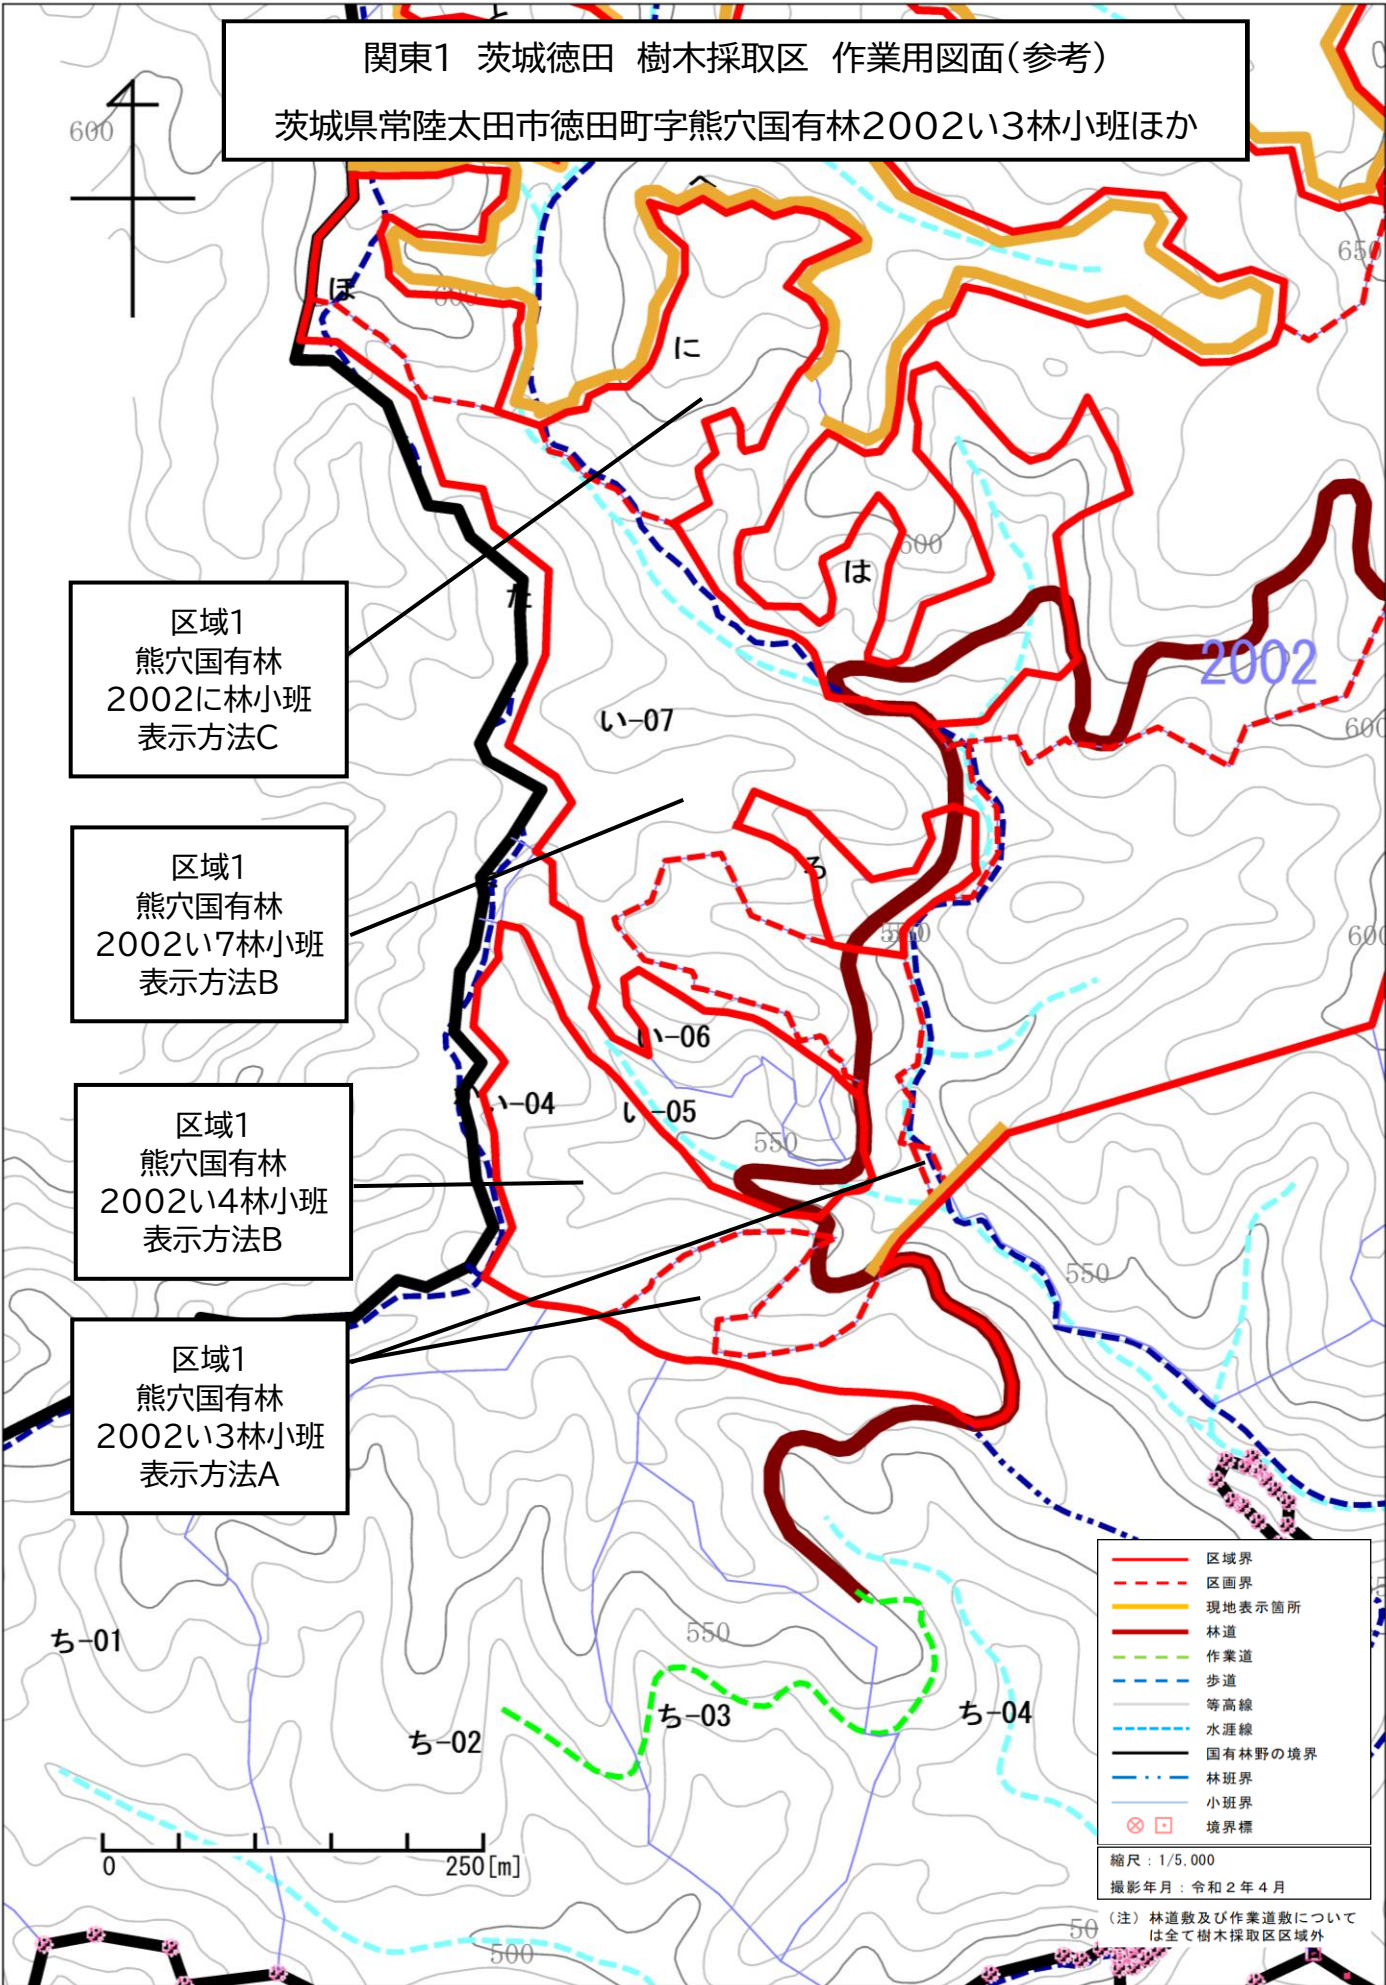 関東1 茨城徳田 樹木採取区 作業用図面(参考)
茨城県常陸太田市徳田町字熊穴国有林2002い3林小班ほか
600
へ
650
ほ
600
に
600
は
た
区域1
熊穴国有林
2002に林小班
表示方法C
2002
い-07
600
区域1
熊穴国有林
2002い7林小班
表示方法B
ろ
550
600
い-06
い-04
い-05
550
区域1
熊穴国有林
2002い4林小班
表示方法B
550
区域1
熊穴国有林
2002い3林小班
表示方法A
ち-01
550
ち-02
ち-03
ち-04
区域界
区画界
現地表示箇所
林道
作業道
歩道
等高線
水涯線
国有林野の境界
林班界
小班界
境界標
縮尺：1/5,000
撮影年月：令和２年４月
（注）林道敷及び作業道敷について
は全て樹木採取区区域外
0 250[m]
500
50